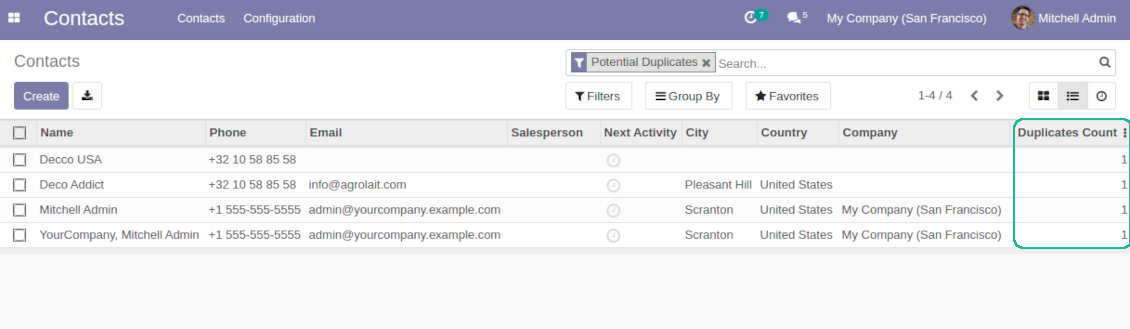 Contacts Contacts Configuration 7 5 My Company (San Francisco) Mitchell Admin
Contacts Potential Duplicates Search...
Create Filters Group By Favorites 1-4 / 4
Name Phone Email Salesperson Next Activity City Country Company Duplicates Count
Decco USA +32 10 58 85 58 1
Deco Addict +32 10 58 85 58 info@agrolait.com Pleasant Hill United States 1
Mitchell Admin +1 555-555-5555 admin@yourcompany.example.com Scranton United States My Company (San Francisco) 1
YourCompany, Mitchell Admin +1 555-555-5555 admin@yourcompany.example.com Scranton United States My Company (San Francisco) 1